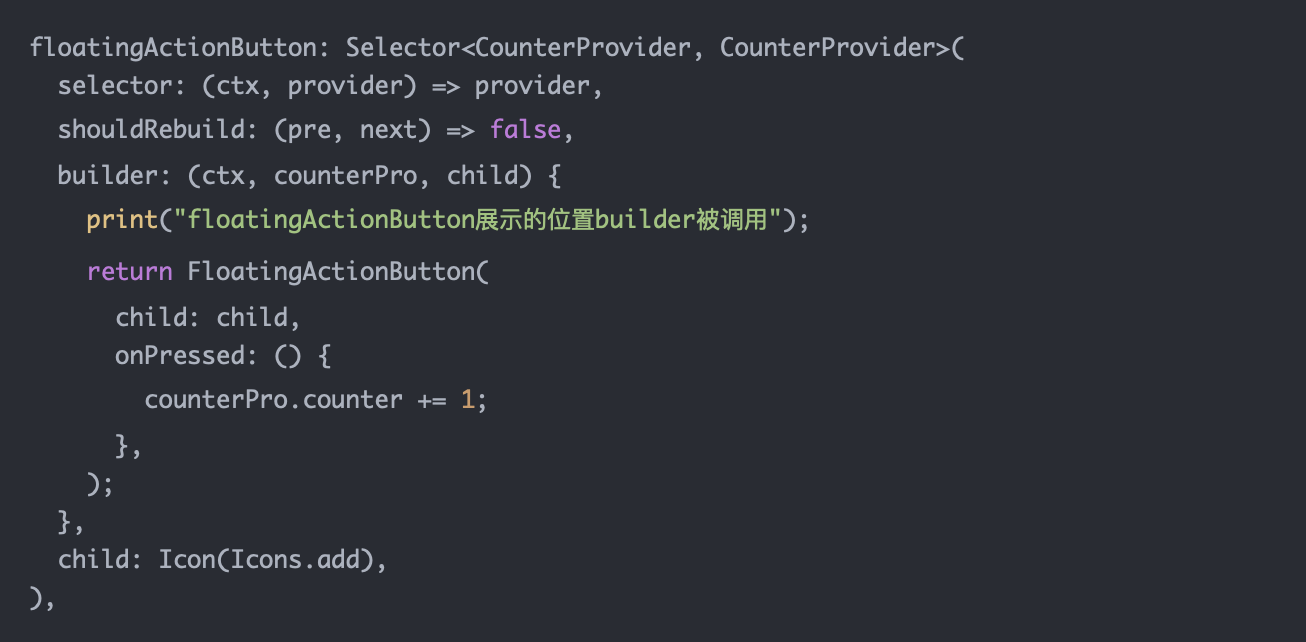 floatingActionButton: Selector<CounterProvider, CounterProvider>(
  selector: (ctx, provider) => provider,
  shouldRebuild: (pre, next) => false,
  builder: (ctx, counterPro, child) {
    print("floatingActionButton展示的位置builder被调用");
    return FloatingActionButton(
      child: child,
      onPressed: () {
        counterPro.counter += 1;
      },
    );
  },
  child: Icon(Icons.add),
),